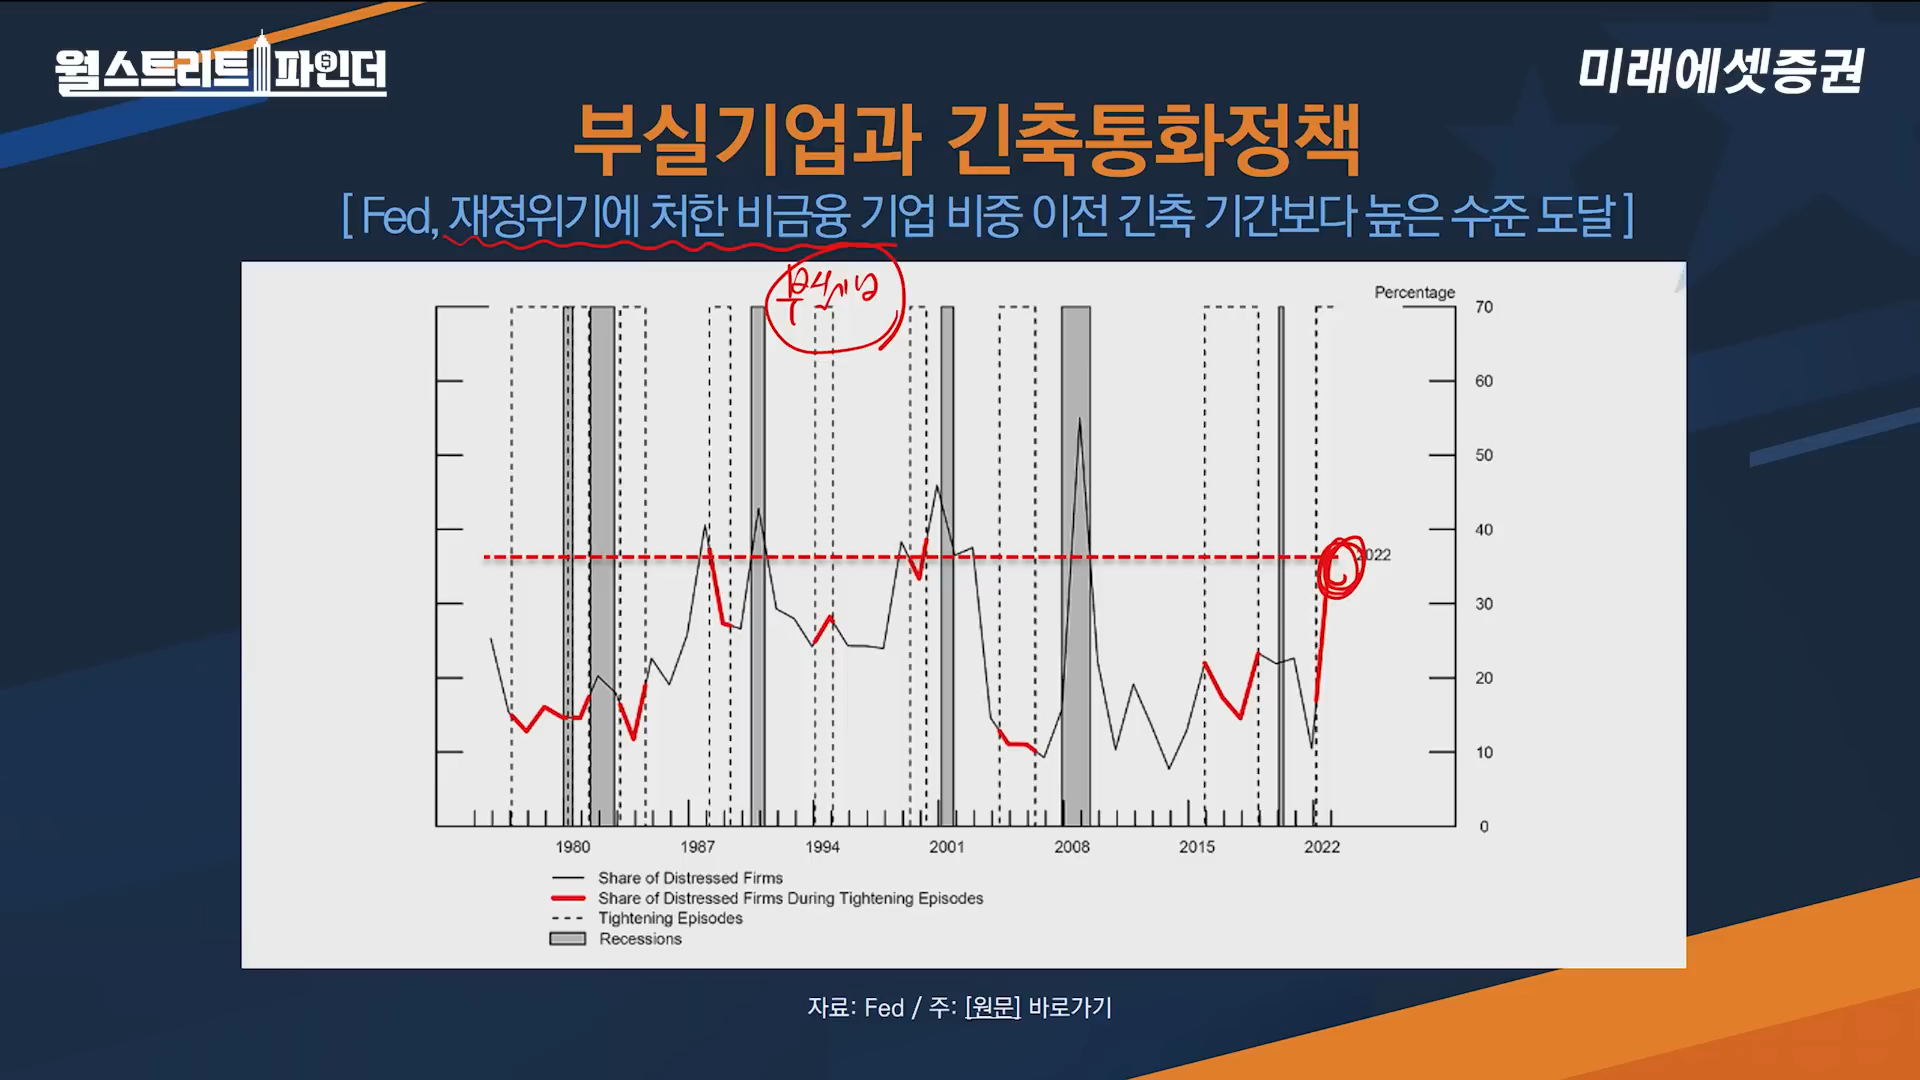 월스트리트파인더
미래에셋증권
부실기업과 긴축통화정책
[ Fed, 재정위기에 처한 비금융 기업 비중 이전 긴축 기간보다 높은 수준 도달 ]
부실기업
Percentage
70
60
50
40
2022
30
20
10
0
1980 1987 1994 2001 2008 2015 2022
Share of Distressed Firms
Share of Distressed Firms During Tightening Episodes
Tightening Episodes
Recessions
자료: Fed / 주: [원문] 바로가기